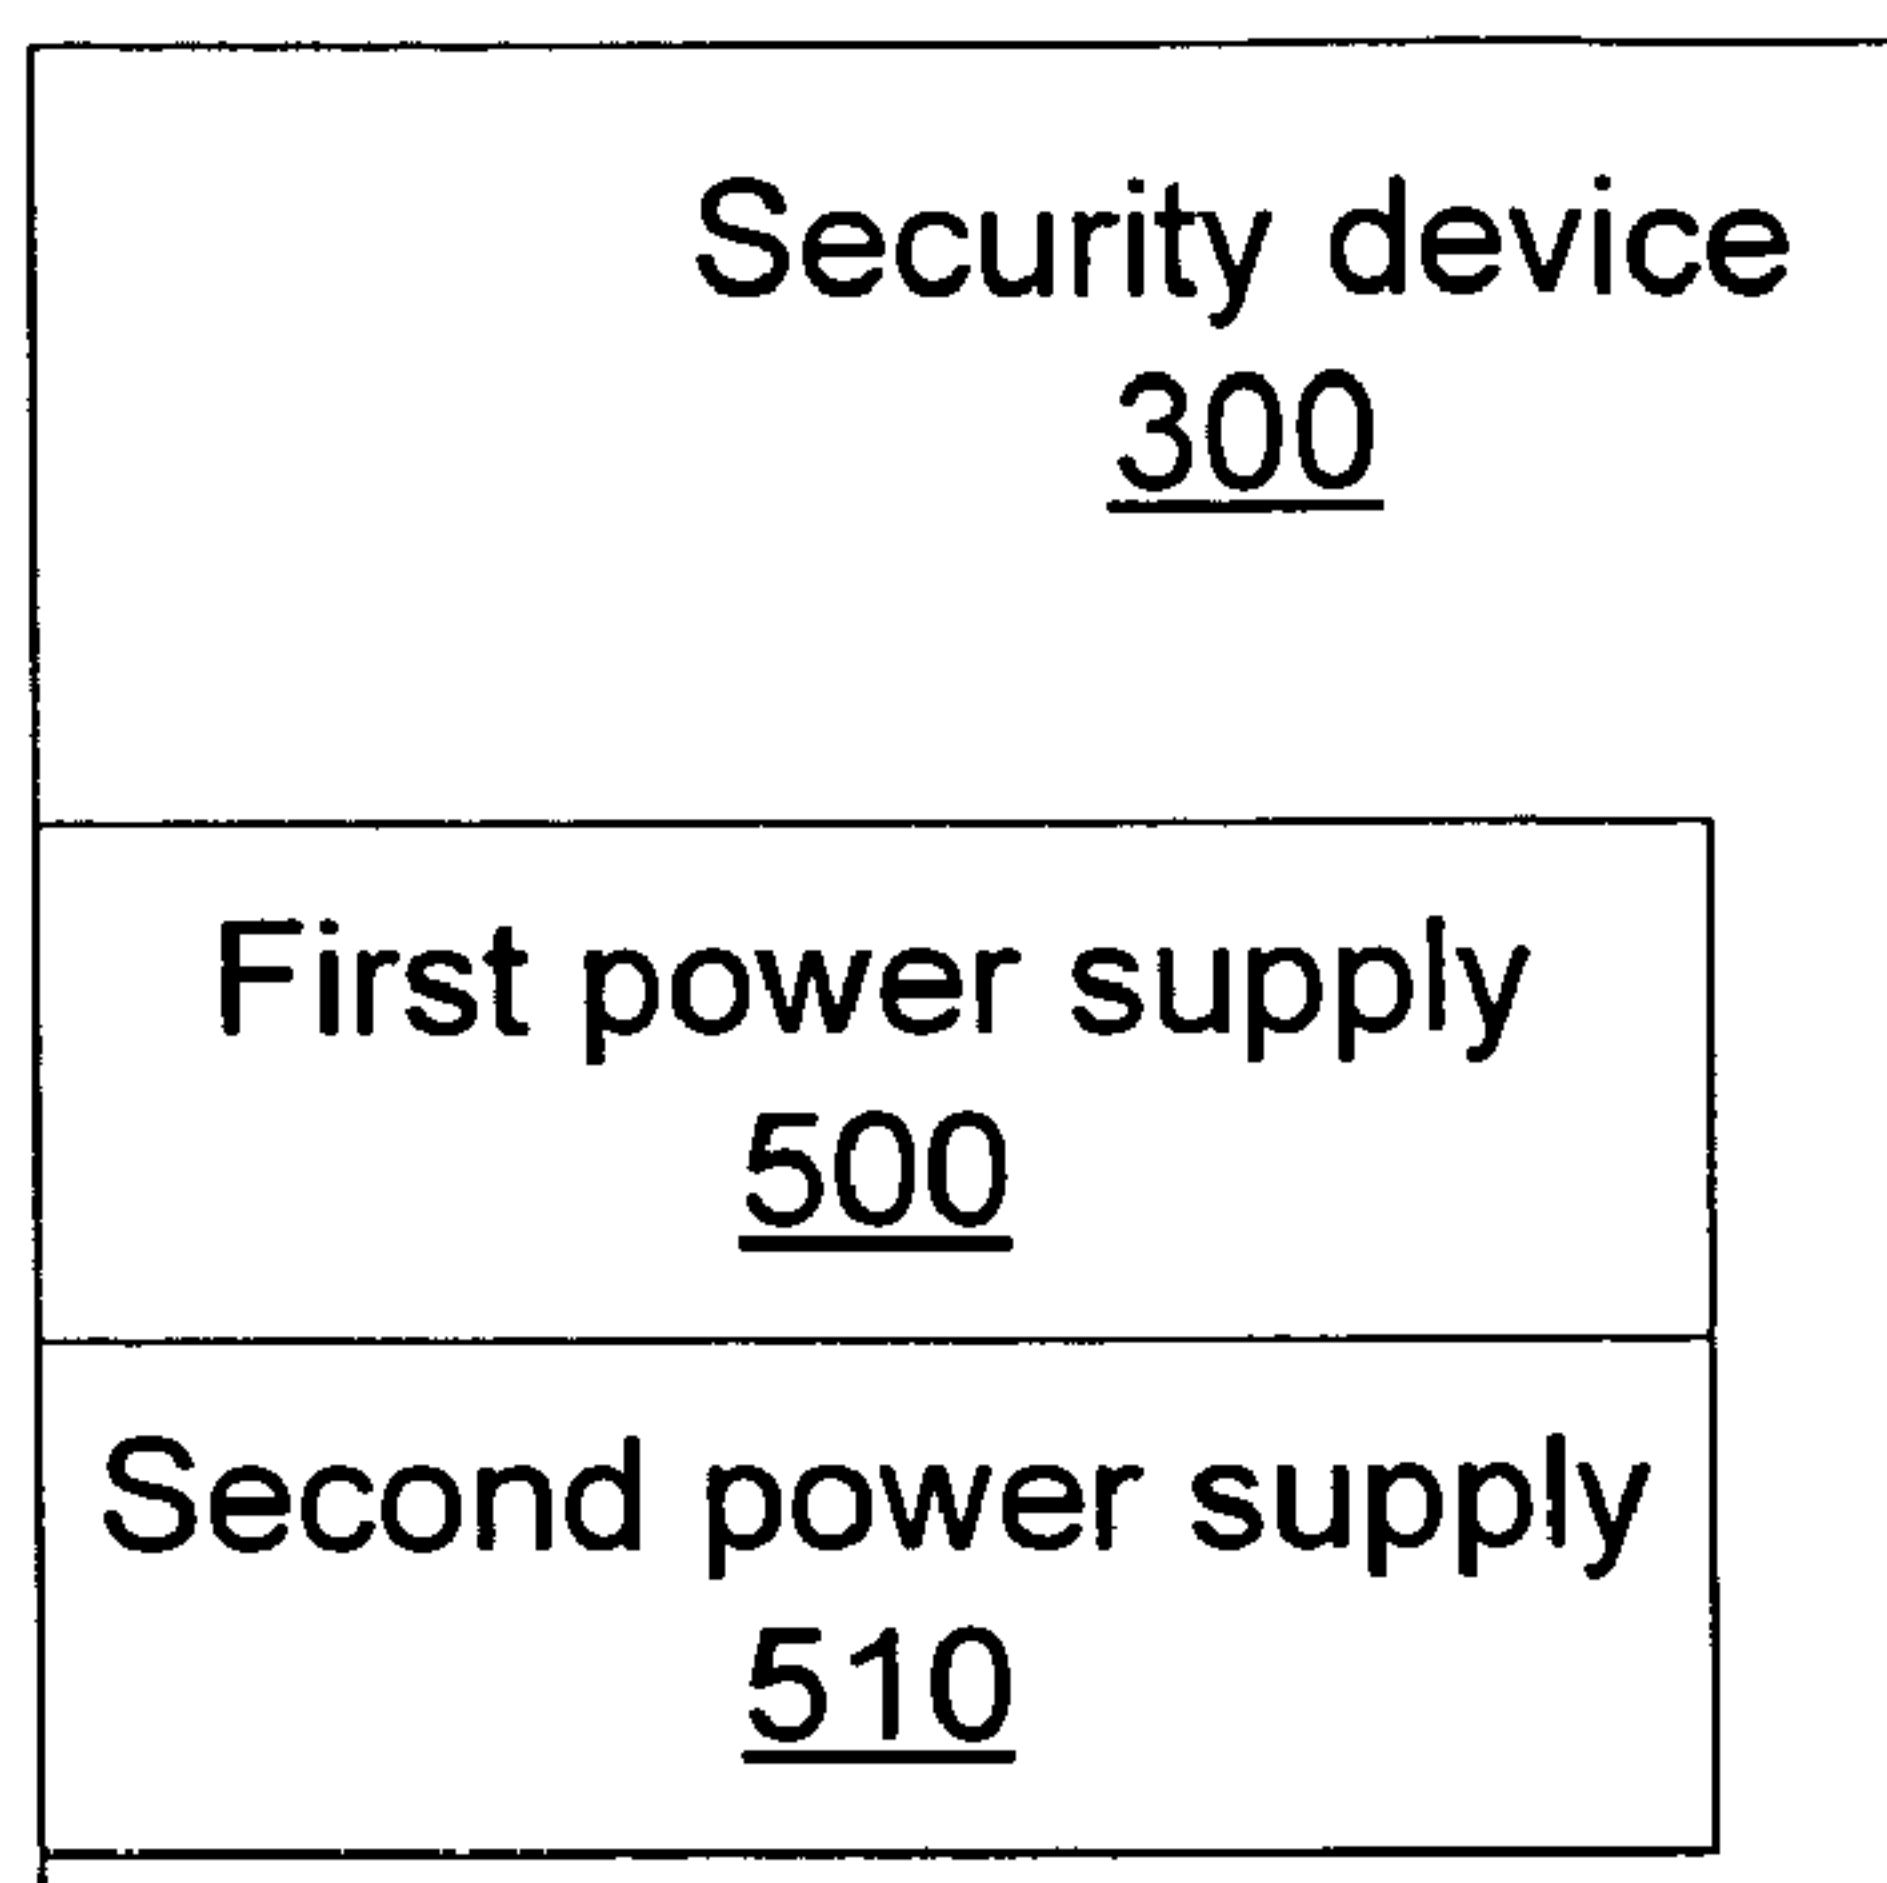 Security device
300
First power supply
500
Second power supply
510